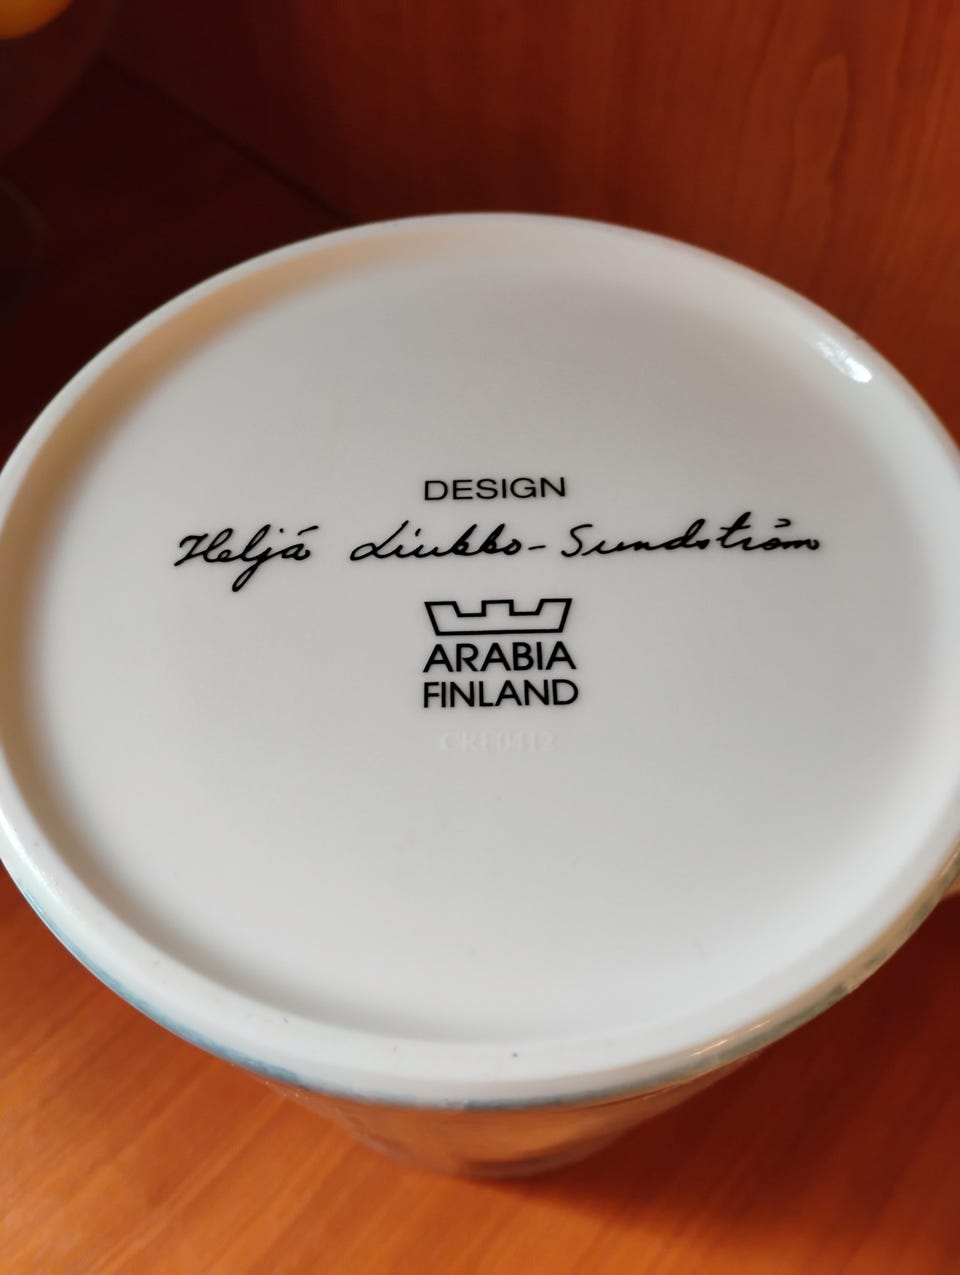 DESIGN
Heljä Liukko-Sundström
ARABIA
FINLAND